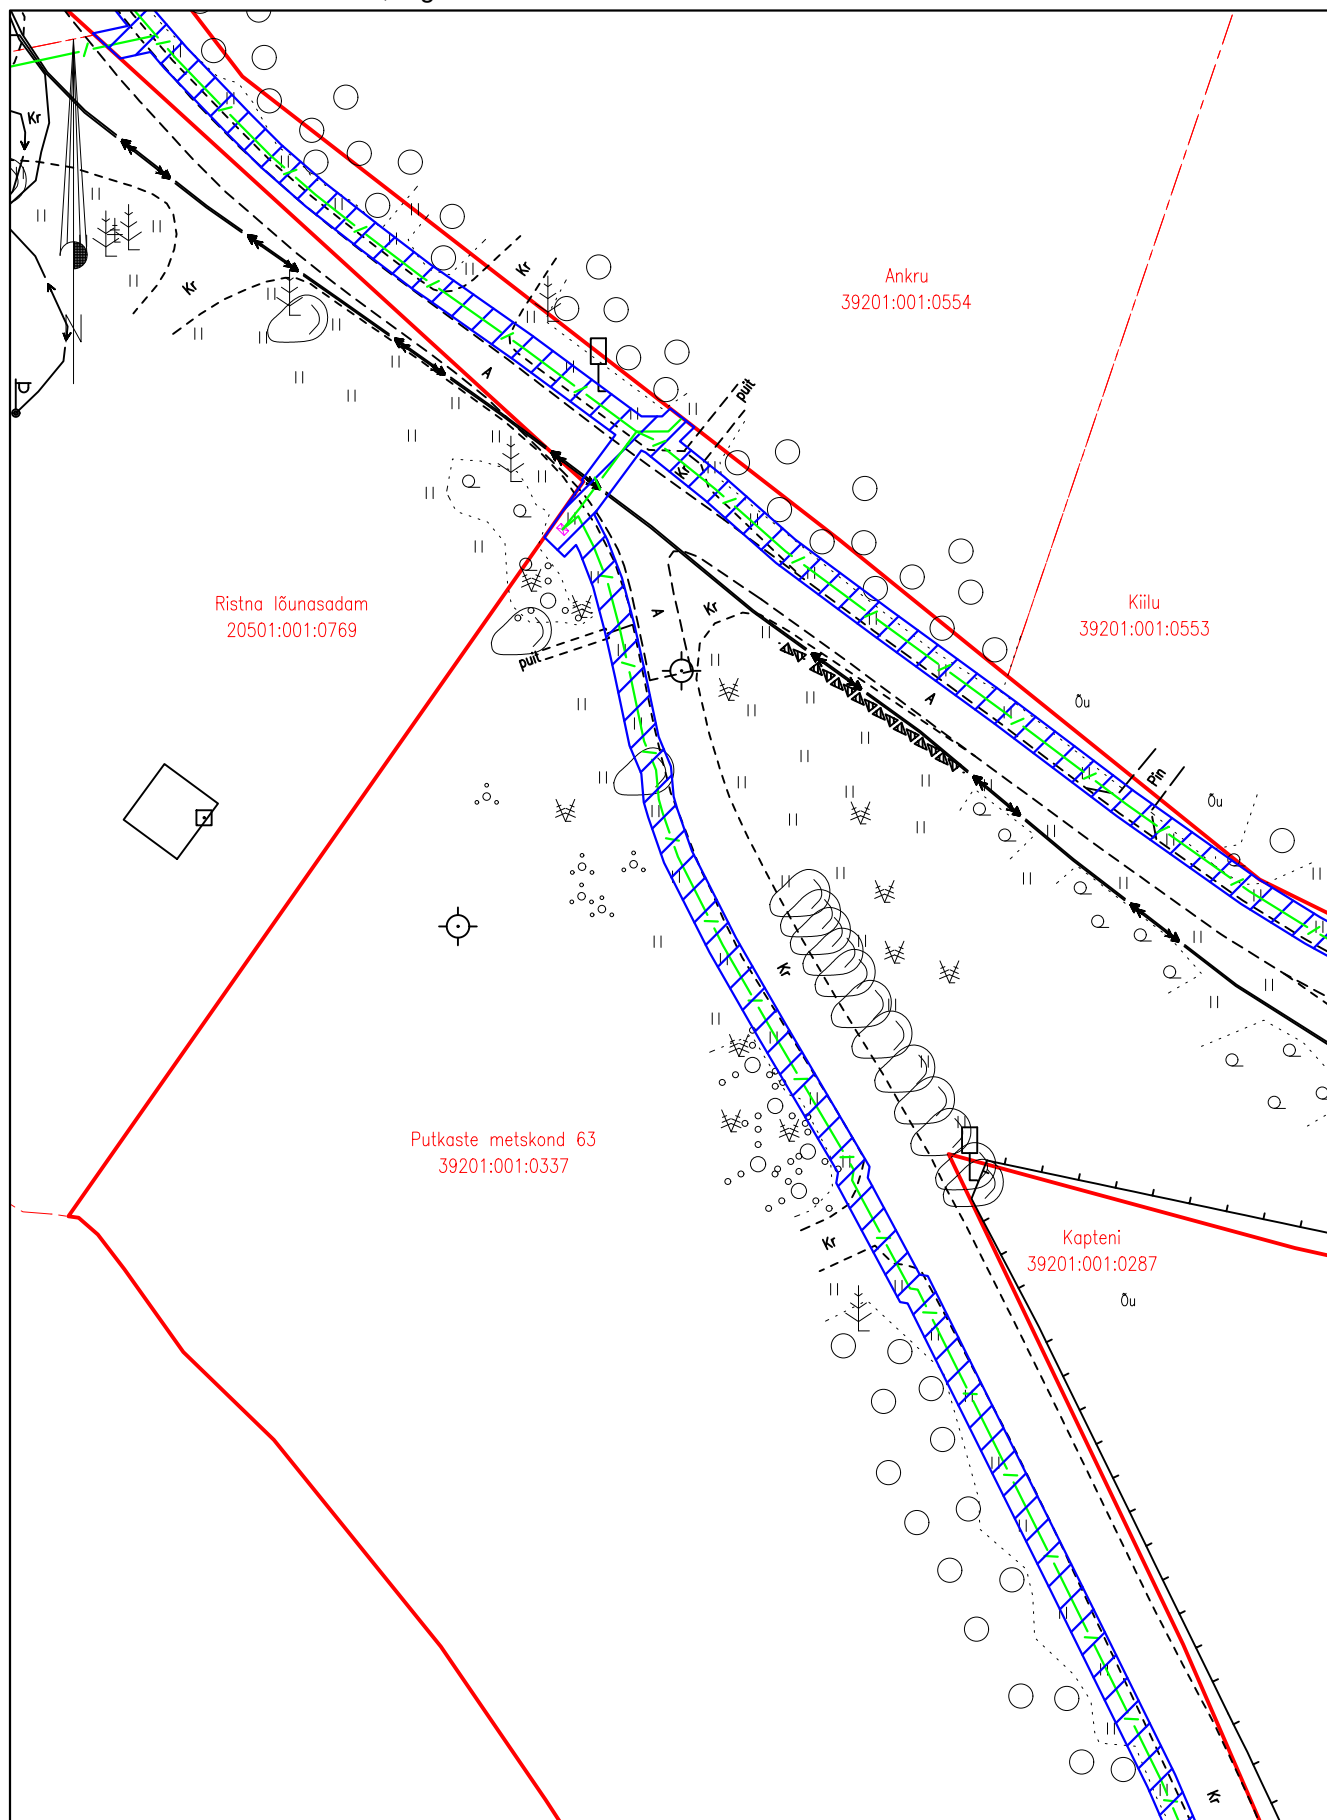 Kr
Kr
Kr
A
Ankru
39201:001:0554
puit
Kr
Ristna lõunasadam
20501:001:0769
A
Kr
puit
Kiilu
39201:001:0553
A
Õu
Pin
Õu
Kr
Putkaste metskond 63
39201:001:0337
Kr
Kapteni
39201:001:0287
Õu
Kr